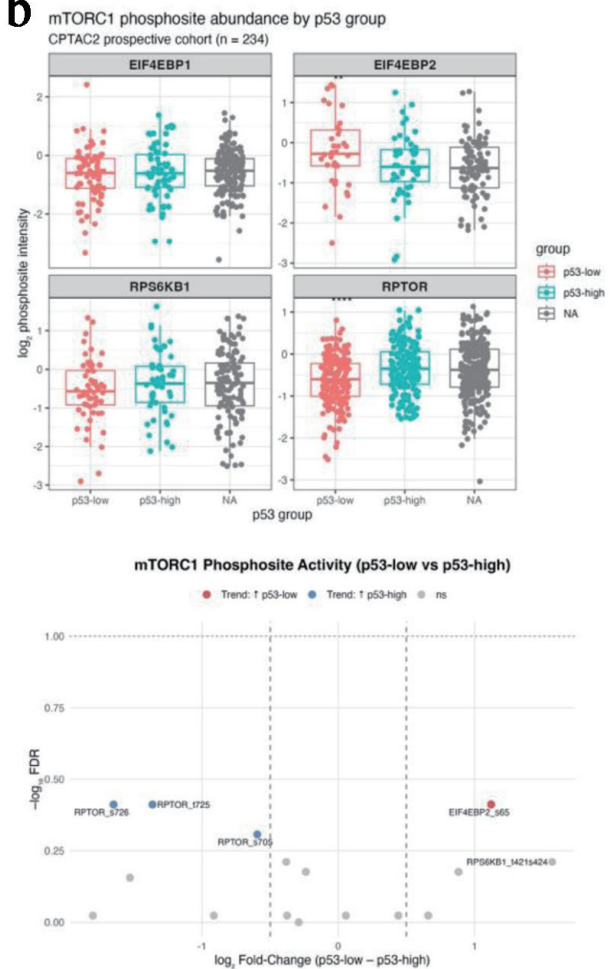 b
mTORC1 phosphosite abundance by p53 group
CPTAC2 prospective cohort (n = 234)
EIF4EBP1
EIF4EBP2
**
2
0
-2
1
0
-1
-2
-3
log2 phosphosite intensity
group
p53-low
p53-high
NA
RPS6KB1
RPTOR
****
1
0
-1
-2
-3
1
0
-1
-2
-3
p53-low
p53-high
NA
p53-low
p53-high
NA
p53 group
mTORC1 Phosphosite Activity (p53-low vs p53-high)
Trend: ↑ p53-low
Trend: ↑ p53-high
ns
1.00
0.75
0.50
0.25
0.00
−log₁₀ FDR
RPTOR_s726
RPTOR_t725
EIF4EBP2_s65
RPTOR_s705
RPS6KB1_t421s424
-1
0
1
log₂ Fold-Change (p53-low – p53-high)